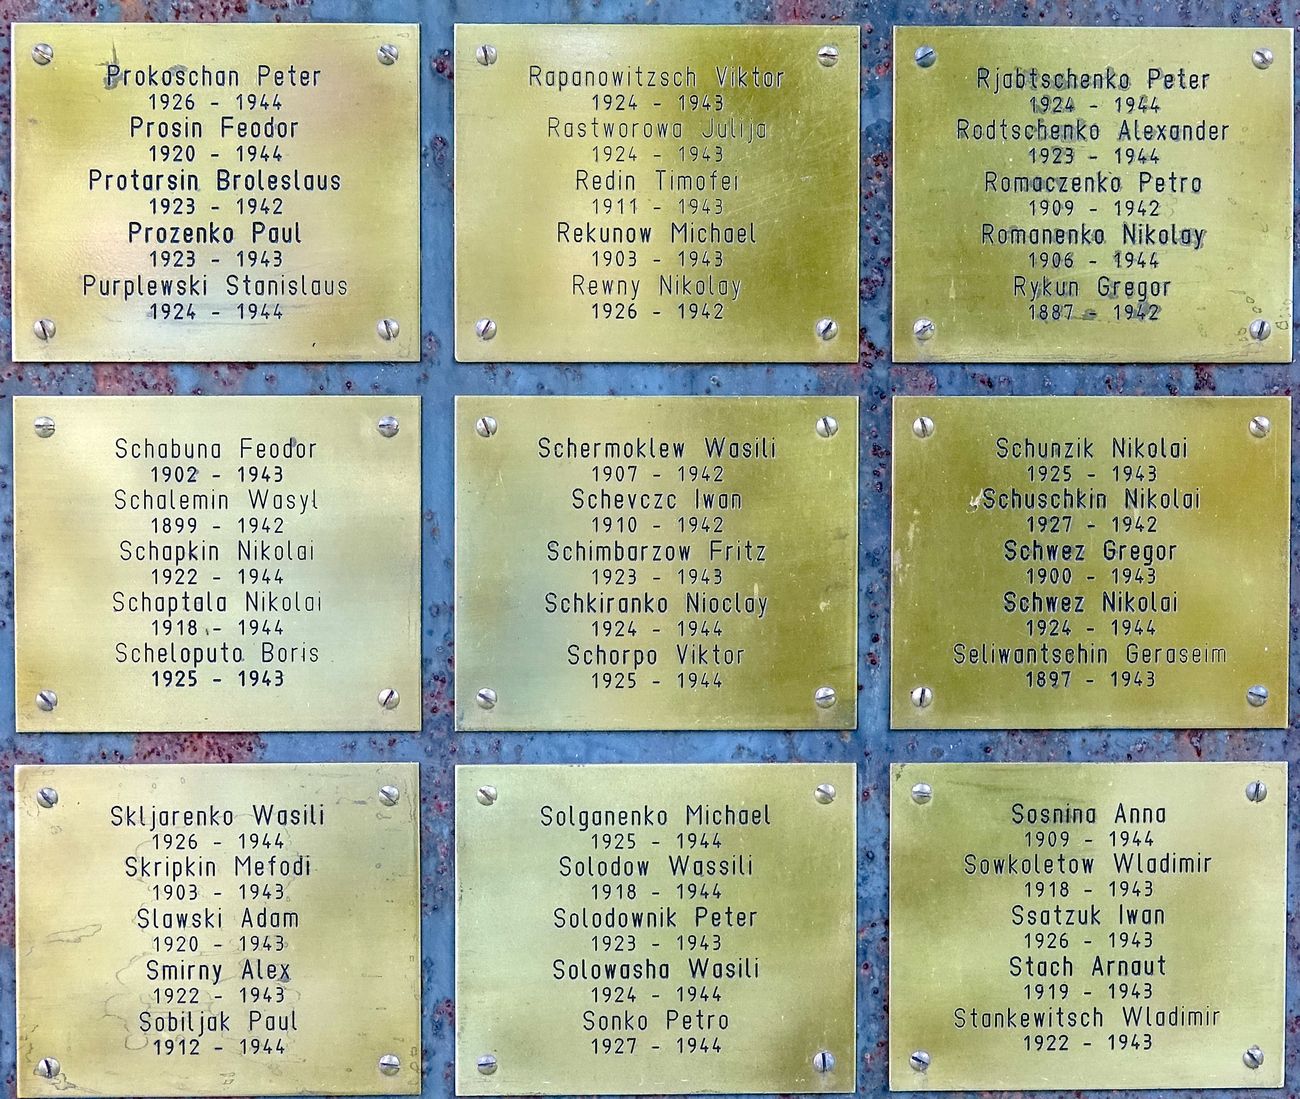 Prokoschan Peter
1926 - 1944
Prosin Feodor
1920 - 1944
Protarsin Broleslaus
1923 - 1942
Prozenko Paul
1923 - 1943
Purplewski Stanislaus
1924 - 1944
Rapanowitzsch Viktor
1924 - 1943
Rastworowa Julija
1924 - 1943
Redin Timofei
1911 - 1943
Rekunow Michael
1903 - 1943
Rewny Nikolay
1926 - 1942
Rjabtschenko Peter
1924 - 1944
Rodtschenko Alexander
1923 - 1944
Romaczenko Petro
1909 - 1942
Romanenko Nikolay
1906 - 1944
Rykun Gregor
1887 - 1942
Schabuna Feodor
1902 - 1943
Schalemin Wasyl
1899 - 1942
Schapkin Nikolai
1922 - 1944
Schaptala Nikolai
1918 - 1944
Scheloputo Boris
1925 - 1943
Schermoklew Wasili
1907 - 1942
Schevczc Iwan
1910 - 1942
Schimbarzow Fritz
1923 - 1943
Schkiranko Nioclay
1924 - 1944
Schorpo Viktor
1925 - 1944
Schunzik Nikolai
1925 - 1943
Schuschkin Nikolai
1927 - 1942
Schwez Gregor
1900 - 1943
Schwez Nikolai
1924 - 1944
Seliwantschin Geraseim
1897 - 1943
Skljarenko Wasili
1926 - 1944
Skripkin Mefodi
1903 - 1943
Slawski Adam
1920 - 1943
Smirny Alex
1922 - 1943
Sobiljak Paul
1912 - 1944
Solganenko Michael
1925 - 1944
Solodow Wassili
1918 - 1944
Solodownik Peter
1923 - 1943
Solowasha Wasili
1924 - 1944
Sonko Petro
1927 - 1944
Sosnina Anna
1909 - 1944
Sowkoletow Wladimir
1918 - 1943
Ssatzuk Iwan
1926 - 1943
Stach Arnaut
1919 - 1943
Stankewitsch Wladimir
1922 - 1943